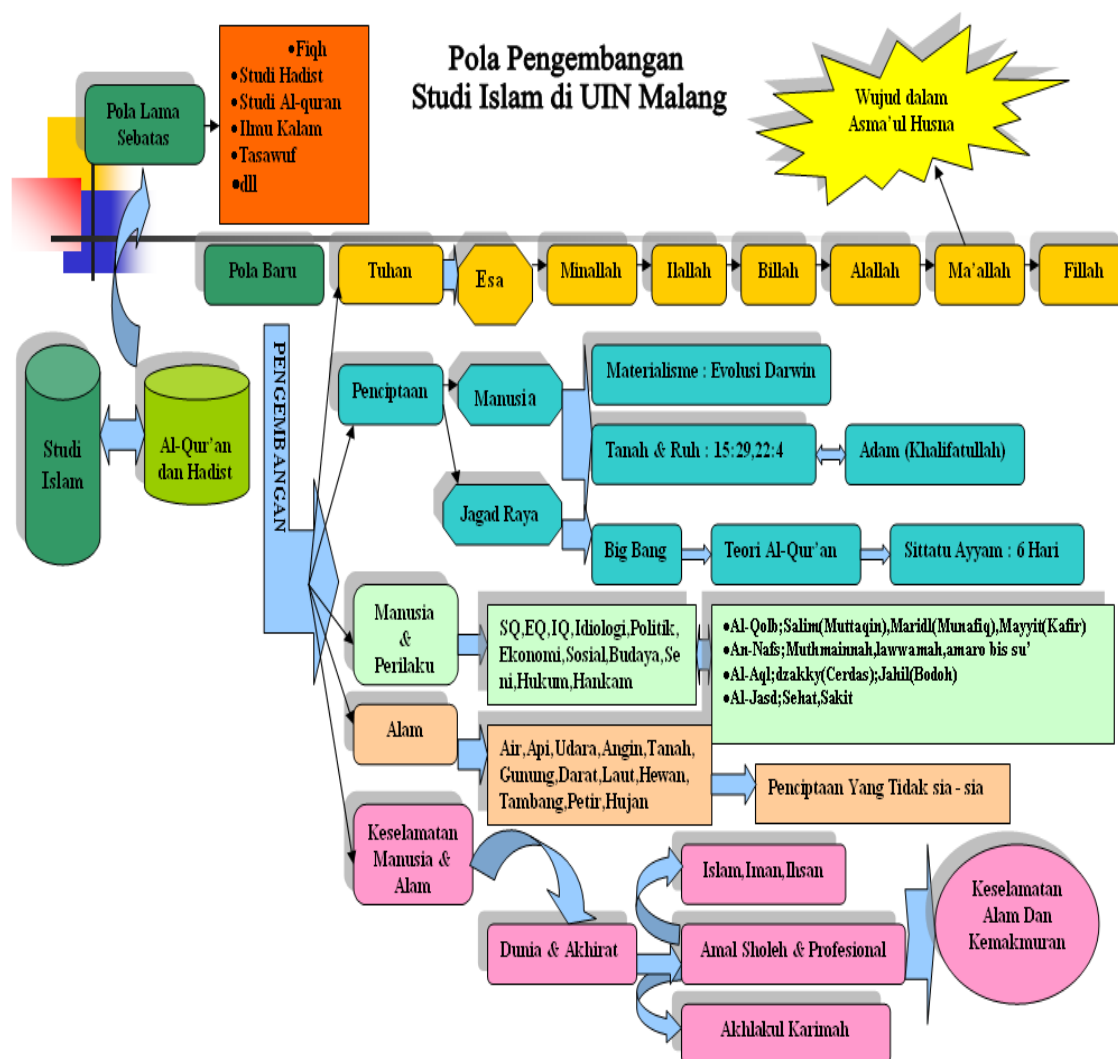 Pola Pengembangan
Studi Islam di UIN Malang
Pola Lama
Sebatas
•Fiqh
•Studi Hadist
•Studi Al-quran
•Ilmu Kalam
•Tasawuf
•dll
Wujud dalam
Asma'ul Husna
Pola Baru
Tuhan
Esa
Minallah
Ilallah
Billah
Alallah
Ma'allah
Fillah
Studi
Islam
Al-Qur'an
dan Hadist
PENGEMBANGAN
Penciptaan
Manusia
Jagad Raya
Materialisme : Evolusi Darwin
Tanah & Ruh : 15:29,22:4
Adam (Khalifatullah)
Big Bang
Teori Al-Qur'an
Sittatu Ayyam : 6 Hari
Manusia
&
Perilaku
SQ,EQ,IQ,Idiologi,Politik,
Ekonomi,Sosial,Budaya,Se
ni,Hukum,Hankam
•Al-Qolb;Salim(Muttaqin),Maridl(Munafiq),Mayyit(Kafir)
•An-Nafs;Muthmainnah,lawwamah,amaro bis su'
•Al-Aql;dzakky(Cerdas);Jahil(Bodoh)
•Al-Jasd;Sehat,Sakit
Alam
Air,Api,Udara,Angin,Tanah,
Gunung,Darat,Laut,Hewan,
Tambang,Petir,Hujan
Penciptaan Yang Tidak sia - sia
Keselamatan
Manusia &
Alam
Dunia & Akhirat
Islam,Iman,Ihsan
Amal Sholeh & Profesional
Akhlakul Karimah
Keselamatan
Alam Dan
Kemakmuran